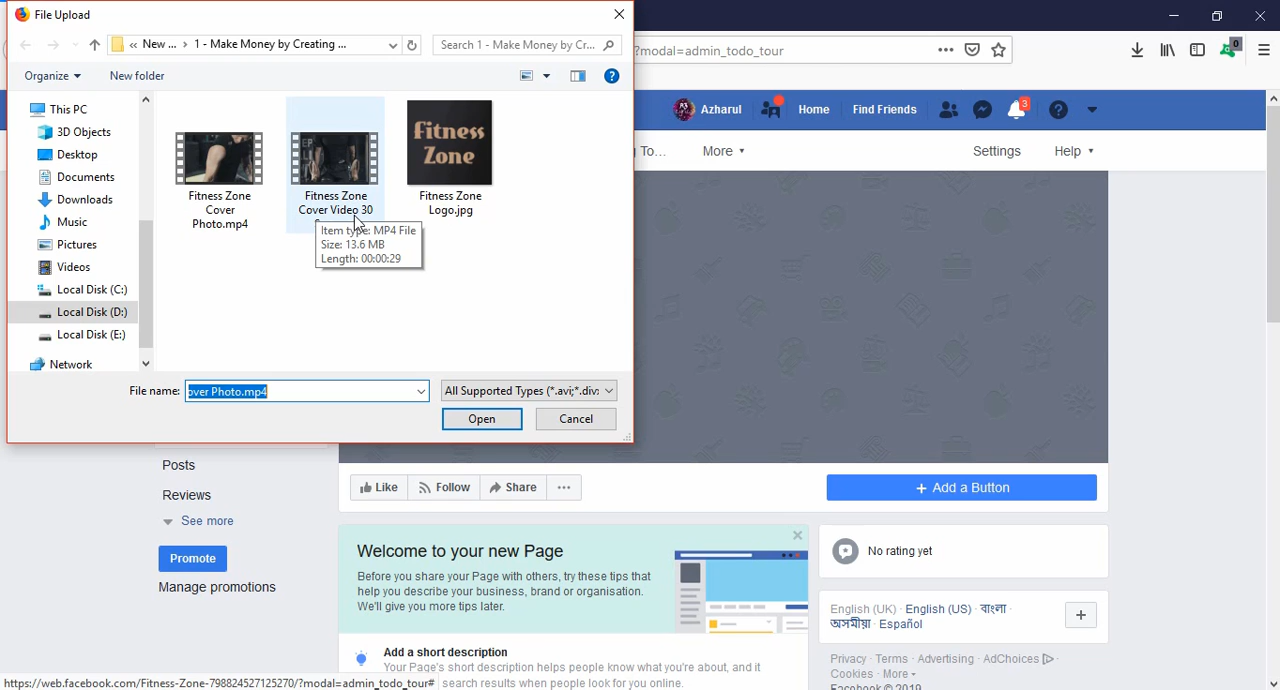 File Upload
« New ... > 1 - Make Money by Creating ...
Search 1 - Make Money by Cr...
Organize
New folder
This PC
3D Objects
Desktop
Documents
Downloads
Music
Pictures
Videos
Local Disk (C:)
Local Disk (D:)
Local Disk (E:)
Network
Fitness Zone
Cover
Photo.mp4
Fitness Zone
Cover Video 30
Fitness
Zone
Fitness Zone
Logo.jpg
Item type: MP4 File
Size: 13.6 MB
Length: 00:00:29
File name:
over Photo.mp4
All Supported Types (*.avi;*.div
Open
Cancel
?modal=admin_todo_tour
0
Azharul
Home
Find Friends
3
g To...
More
Settings
Help
Posts
Reviews
See more
Promote
Manage promotions
Like
Follow
Share
+ Add a Button
Welcome to your new Page
Before you share your Page with others, try these tips that
help you describe your business, brand or organisation.
We'll give you more tips later.
Add a short description
Your Page's short description helps people know what you're about, and it
search results when people look for you online.
No rating yet
English (UK) · English (US) · বাংলা ·
অসমীয়া · Español
Privacy · Terms · Advertising · AdChoices ·
Cookies · More
Facebook © 2019
https://web.facebook.com/Fitness-Zone-798824527125270/?modal=admin_todo_tour#